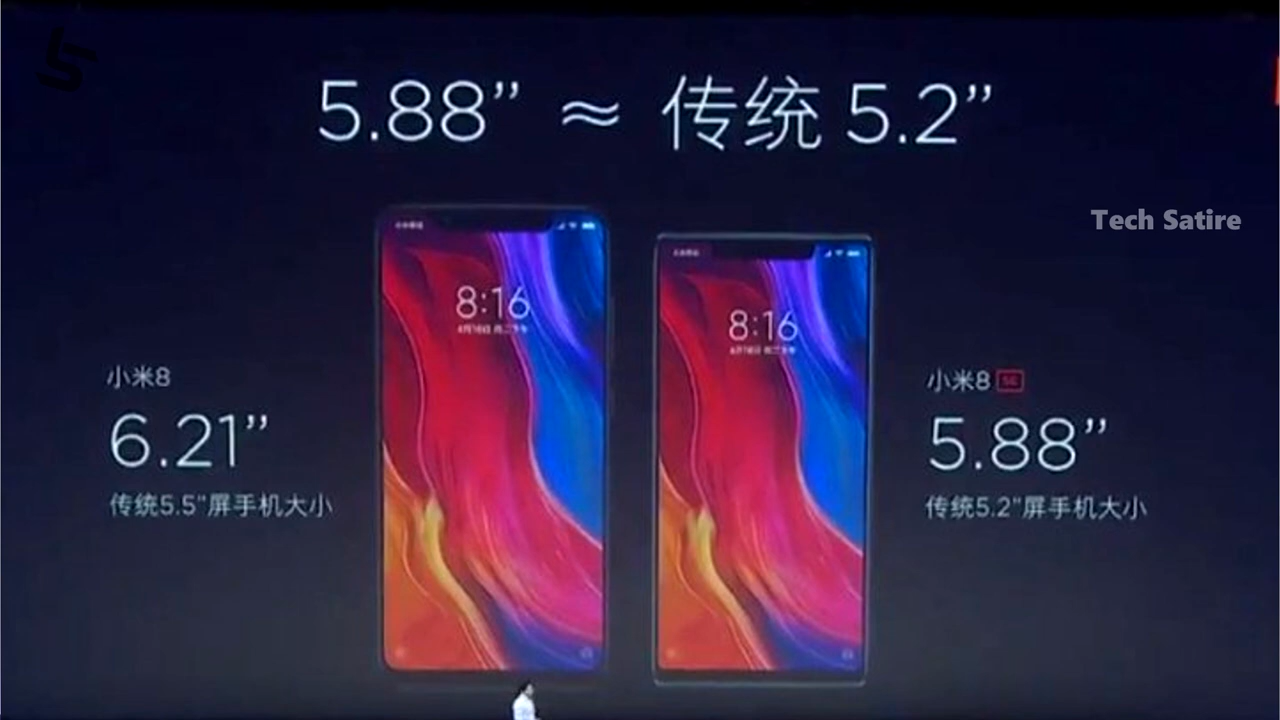 5.88” ≈ 传统 5.2”
Tech Satire
8:16
8:16
小米8
6.21”
传统5.5”屏手机大小
小米8 SE
5.88”
传统5.2”屏手机大小